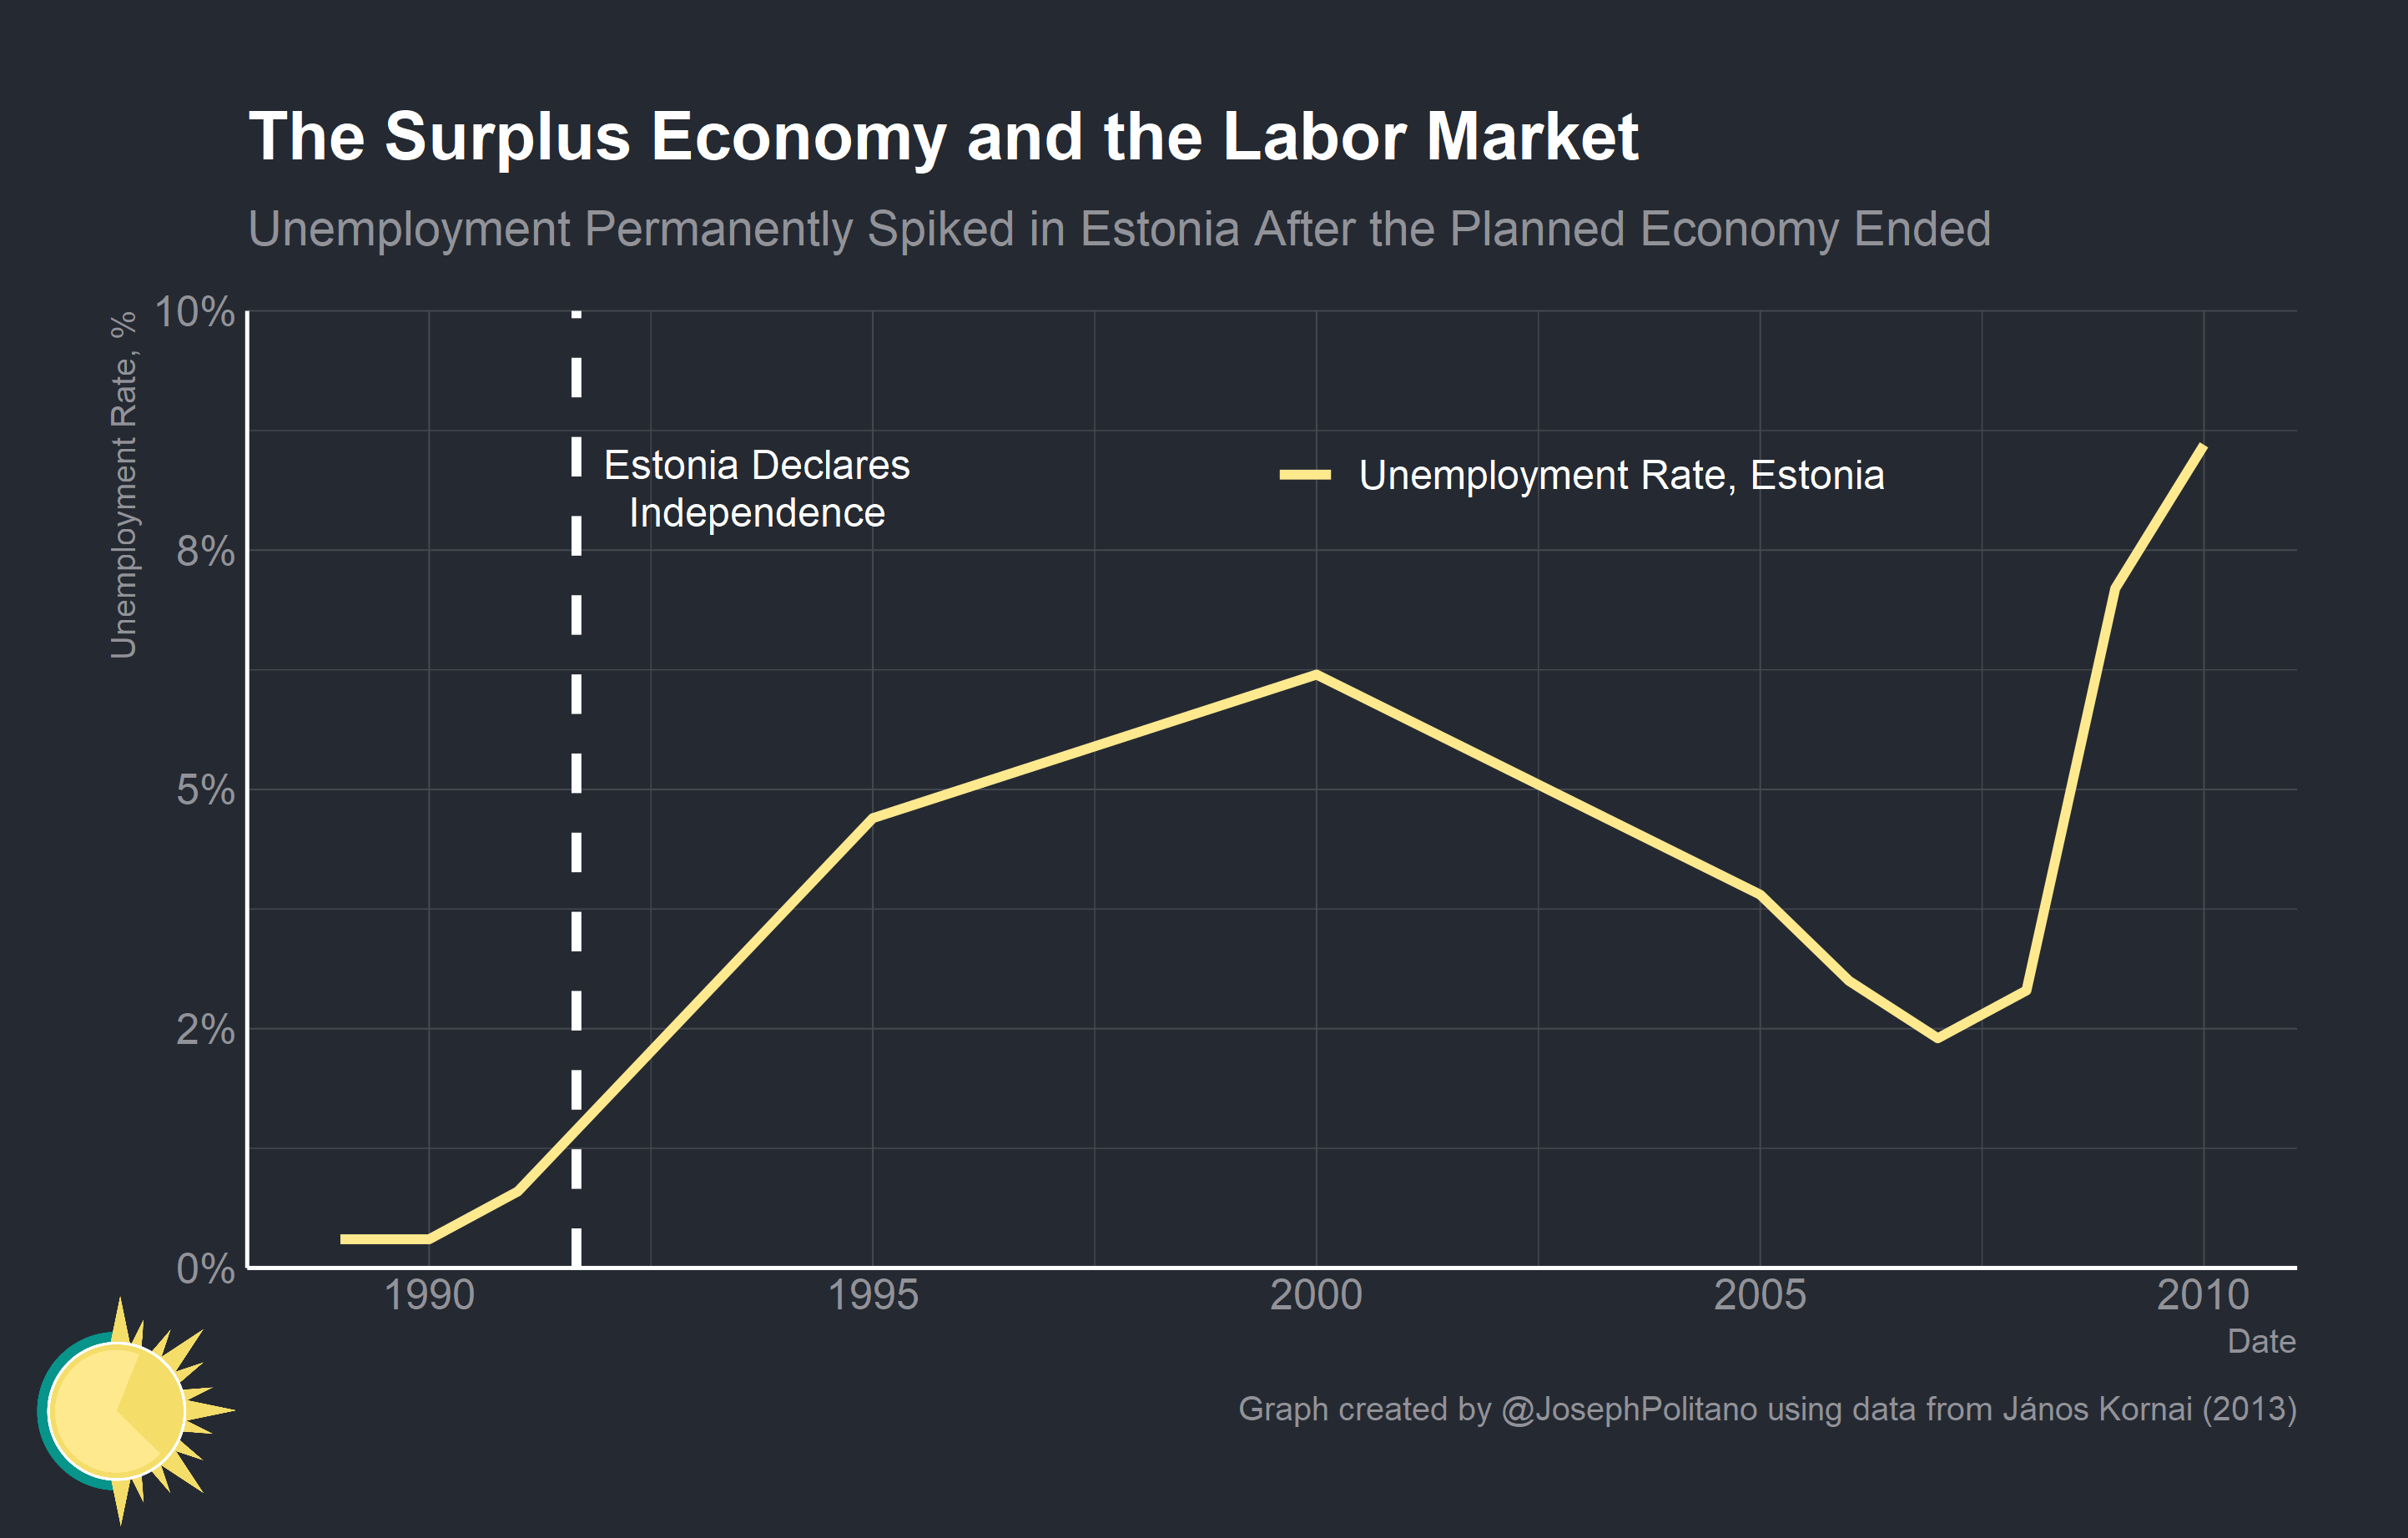 The Surplus Economy and the Labor Market
Unemployment Permanently Spiked in Estonia After the Planned Economy Ended
Unemployment Rate, %
10%
8%
5%
2%
0%
Estonia Declares
Independence
Unemployment Rate, Estonia
1990
1995
2000
2005
2010
Date
Graph created by @JosephPolitano using data from János Kornai (2013)